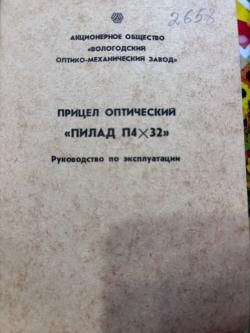 2658
АКЦИОНЕРНОЕ ОБЩЕСТВО
«ВОЛОГОДСКИЙ
ОПТИКО-МЕХАНИЧЕСКИЙ ЗАВОД»
ПРИЦЕЛ ОПТИЧЕСКИЙ
«ПИЛАД П4×32»
Руководство по эксплуатации